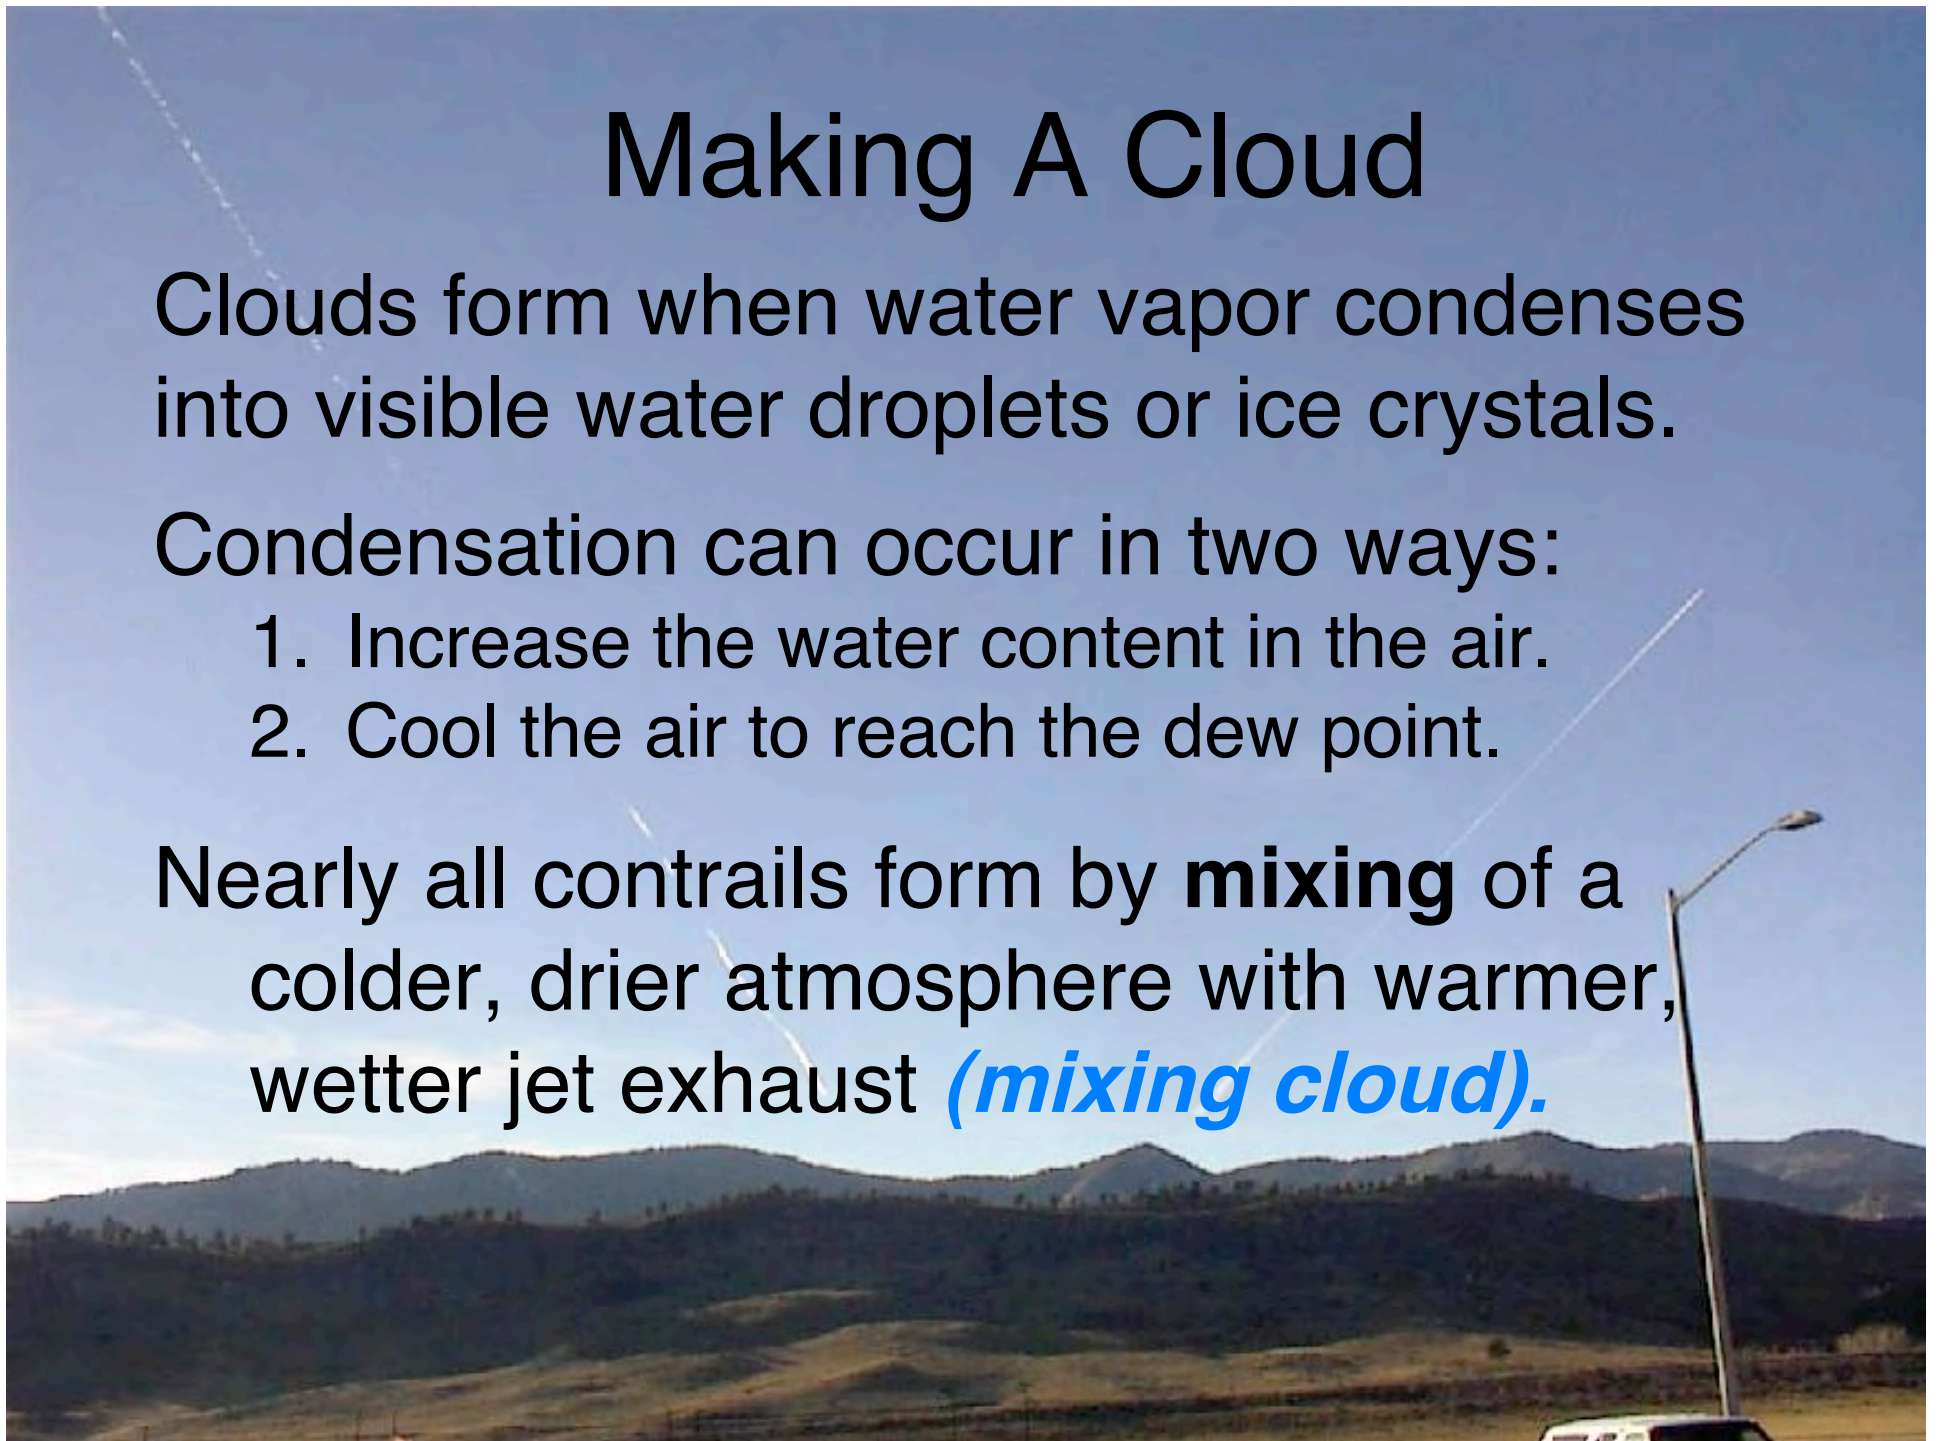 Making A Cloud
Clouds form when water vapor condenses
into visible water droplets or ice crystals.
Condensation can occur in two ways:
1. Increase the water content in the air.
2. Cool the air to reach the dew point.
Nearly all contrails form by mixing of a
colder, drier atmosphere with warmer,
wetter jet exhaust (mixing cloud).